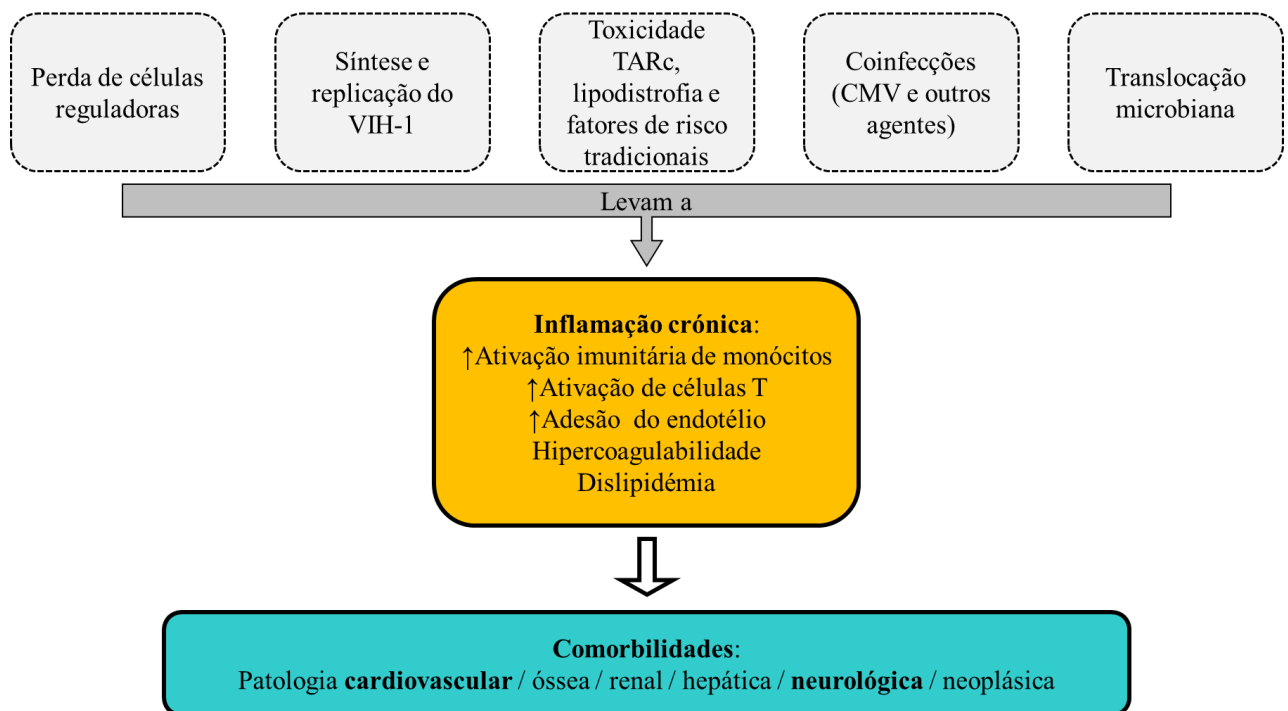 Perda de células
reguladoras
Síntese e
replicação do
VIH-1
Toxicidade
TARc,
lipodistrofia e
fatores de risco
tradicionais
Coinfecções
(CMV e outros
agentes)
Translocação
microbiana
Levam a
Inflamação crónica:
↑Ativação imunitária de monócitos
↑Ativação de células T
↑Adesão do endotélio
Hipercoagulabilidade
Dislipidémia
Comorbilidades:
Patologia cardiovascular / óssea / renal / hepática / neurológica / neoplásica